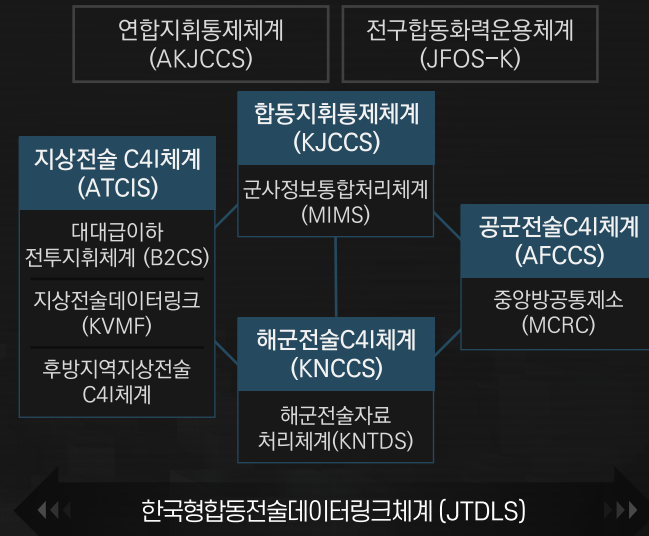 연합지휘통제체계
(AKJCCS)
전구합동화력운용체계
(JFOS-K)
합동지휘통제체계
(KJCCS)
군사정보통합처리체계
(MIMS)
지상전술 C4I체계
(ATCIS)
대대급이하
전투지휘체계 (B2CS)
지상전술데이터링크
(KVMF)
후방지역지상전술
C4I체계
공군전술C4I체계
(AFCCS)
중앙방공통제소
(MCRC)
해군전술C4I체계
(KNCCS)
해군전술자료
처리체계(KNTDS)
한국형합동전술데이터링크체계 (JTDLS)